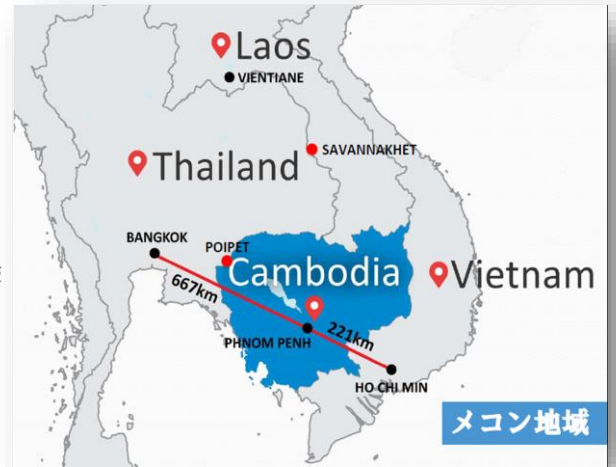 Laos
VIENTIANE
SAVANNAKHET
Thailand
BANGKOK
POIPET
667km
Cambodia
Vietnam
221km
PHNOM PENH
HO CHI MIN
メコン地域